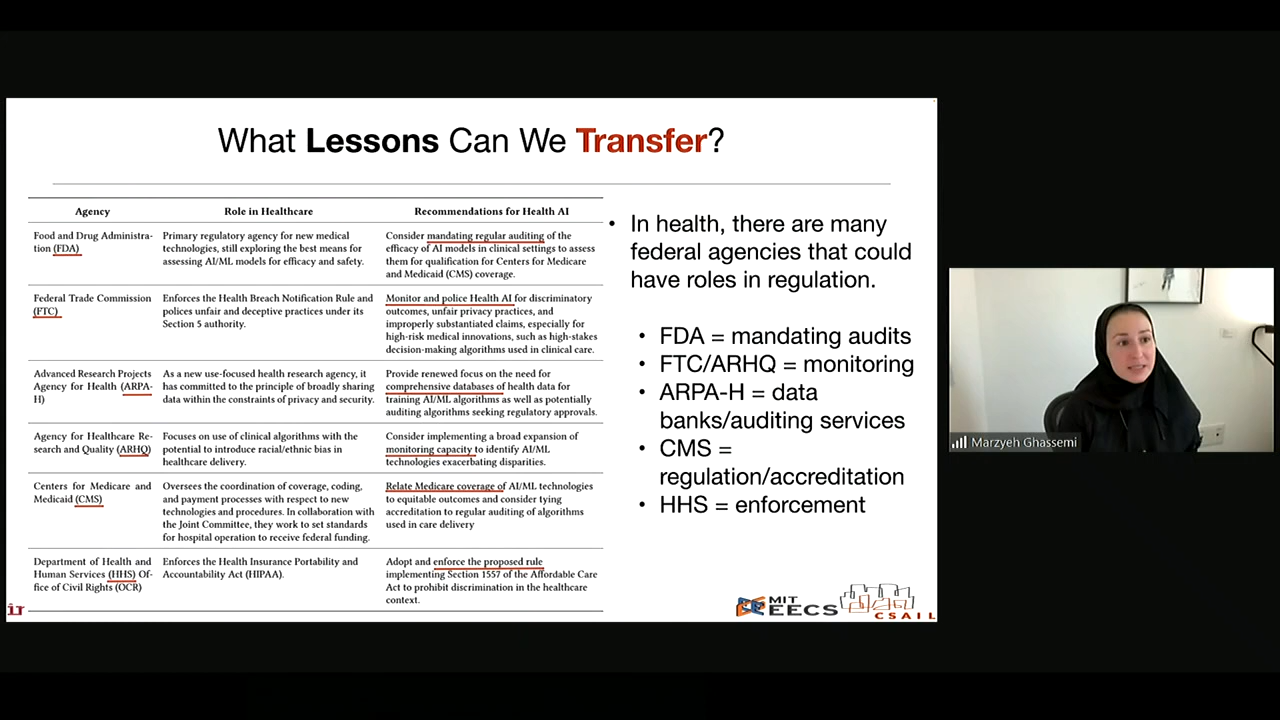 What Lessons Can We Transfer?
Agency
Role in Healthcare
Recommendations for Health AI
Food and Drug Administra-
tion (FDA)
Primary regulatory agency for new medical
technologies, still exploring the best means for
assessing AI/ML models for efficacy and safety.
Consider mandating regular auditing of the
efficacy of AI models in clinical settings to assess
them for qualification for Centers for Medicare
and Medicaid (CMS) coverage.
Federal Trade Commission
(FTC)
Enforces the Health Breach Notification Rule and
polices unfair and deceptive practices under its
Section 5 authority.
Monitor and police Health AI for discriminatory
outcomes, unfair privacy practices, and
improperly substantiated claims, especially for
high-risk medical innovations, such as high-stakes
decision-making algorithms used in clinical care.
Advanced Research Projects
Agency for Health (ARPA-
H)
As a new use-focused health research agency, it
has committed to the principle of broadly sharing
data within the constraints of privacy and security.
Provide renewed focus on the need for
comprehensive databases of health data for
training AI/ML algorithms as well as potentially
auditing algorithms seeking regulatory approvals.
Agency for Healthcare Re-
search and Quality (ARHQ)
Focuses on use of clinical algorithms with the
potential to introduce racial/ethnic bias in
healthcare delivery.
Consider implementing a broad expansion of
monitoring capacity to identify AI/ML
technologies exacerbating disparities.
Centers for Medicare and
Medicaid (CMS)
Oversees the coordination of coverage, coding,
and payment processes with respect to new
technologies and procedures. In collaboration with
the Joint Committee, they work to set standards
for hospital operation to receive federal funding.
Relate Medicare coverage of AI/ML technologies
to equitable outcomes and consider tying
accreditation to regular auditing of algorithms
used in care delivery
Department of Health and
Human Services (HHS) Of-
fice of Civil Rights (OCR)
Enforces the Health Insurance Portability and
Accountability Act (HIPAA).
Adopt and enforce the proposed rule
implementing Section 1557 of the Affordable Care
Act to prohibit discrimination in the healthcare
context.
• In health, there are many
federal agencies that could
have roles in regulation.
• FDA = mandating audits
• FTC/ARHQ = monitoring
• ARPA-H = data
banks/auditing services
• CMS =
regulation/accreditation
• HHS = enforcement
MIT
EECS
CSAIL
Marzyeh Ghassemi